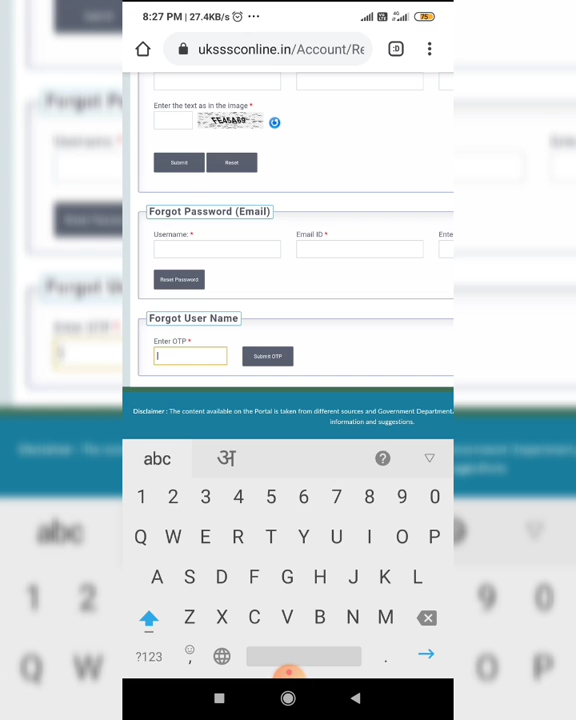 8:27 PM | 27.4KB/s
75
uksssconline.in/Account/Re
:D
Enter the text as in the image *
FEA5A69
Submit Reset
Forgot Password (Email)
Username: * Email ID * Ente
Reset Password
Forgot User Name
Enter OTP *
Submit OTP
Disclaimer : The content available on the Portal is taken from different sources and Government Department.
information and suggestions.
abc अ ?
1 2 3 4 5 6 7 8 9 0
Q W E R T Y U I O P
A S D F G H J K L
Z X C V B N M
?123 , .